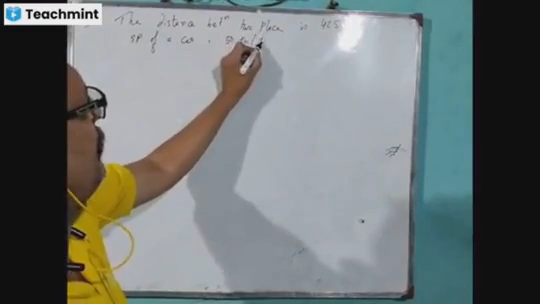 Teachmint
The distance betⁿ two place is 425
SP of a car